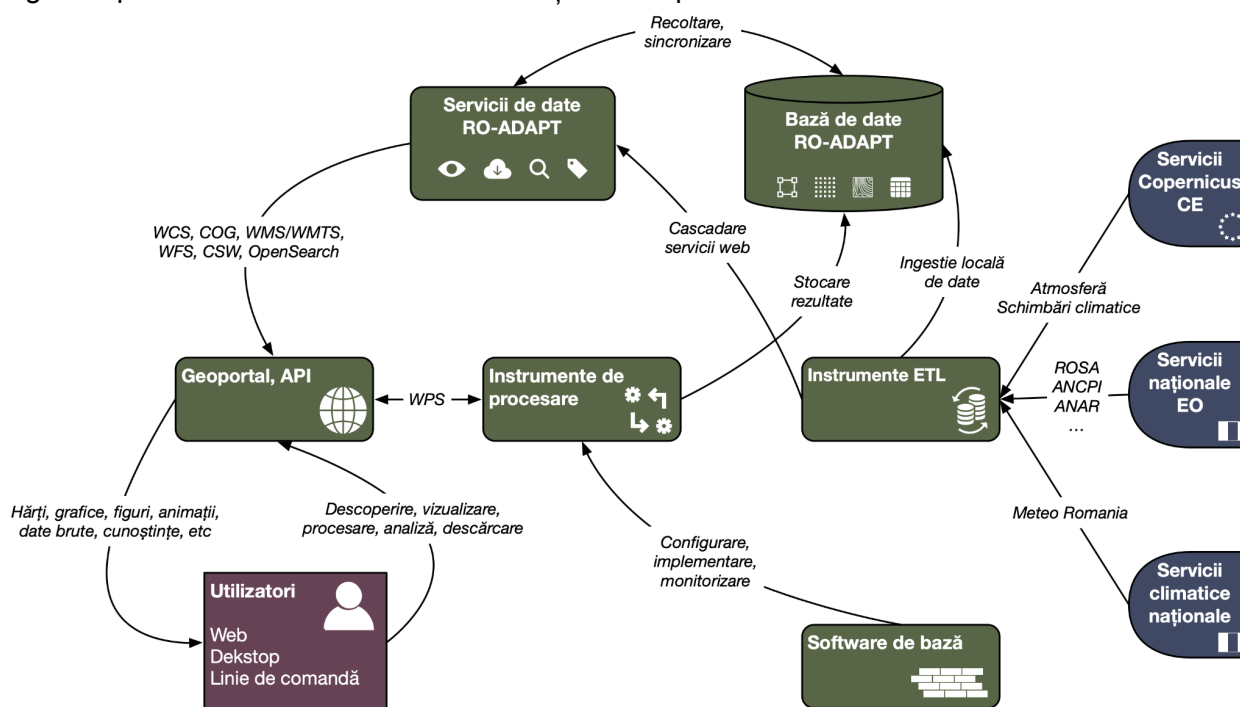 Recoltare,
sincronizare
Servicii de date
RO-ADAPT
Bază de date
RO-ADAPT
Servicii
Copernicus
CE
WCS, COG, WMS/WMTS,
WFS, CSW, OpenSearch
Cascadare
servicii web
Stocare
rezultate
Ingestie locală
de date
Atmosferă
Schimbări climatice
Geoportal, API
WPS
Instrumente de
procesare
Instrumente ETL
ROSA
ANCPI
ANAR
...
Servicii
naționale
EO
Hărți, grafice, figuri, animații,
date brute, cunoștințe, etc
Descoperire, vizualizare,
procesare, analiză, descărcare
Meteo Romania
Configurare,
implementare,
monitorizare
Servicii
climatice
naționale
Utilizatori
Web
Dekstop
Linie de comandă
Software de bază